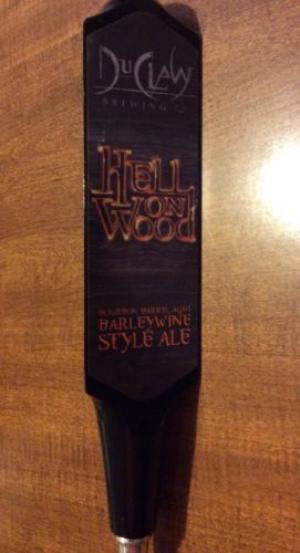 DuClaw
BREWING CO
HELL
ON
WOOD
BOURBON BARREL AGED
BARLEYWINE
STYLE ALE